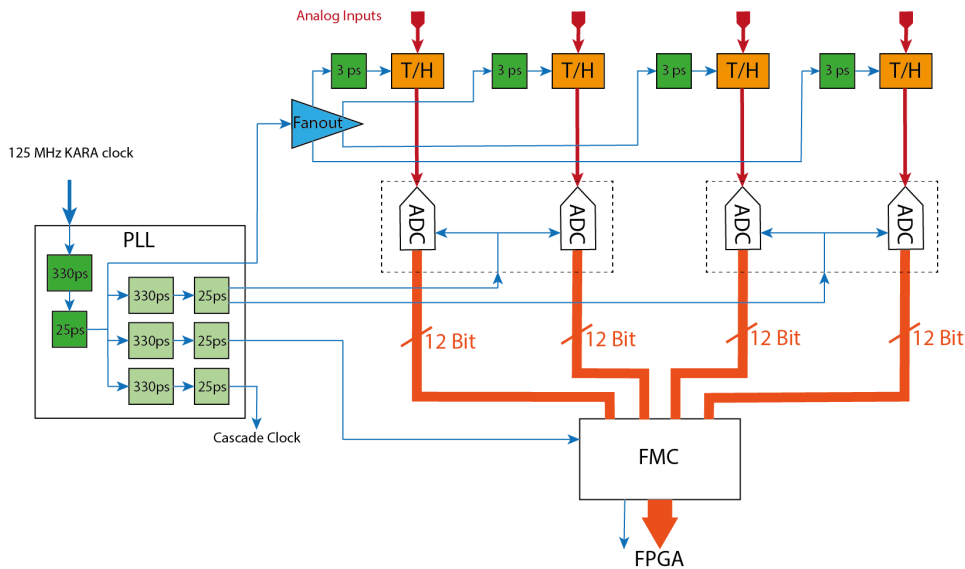 Analog Inputs
3 ps
T/H
3 ps
T/H
3 ps
T/H
3 ps
T/H
Fanout
125 MHz KARA clock
PLL
ADC
ADC
ADC
ADC
330ps
25ps
330ps
25ps
330ps
25ps
330ps
25ps
12 Bit
12 Bit
12 Bit
12 Bit
Cascade Clock
FMC
FPGA